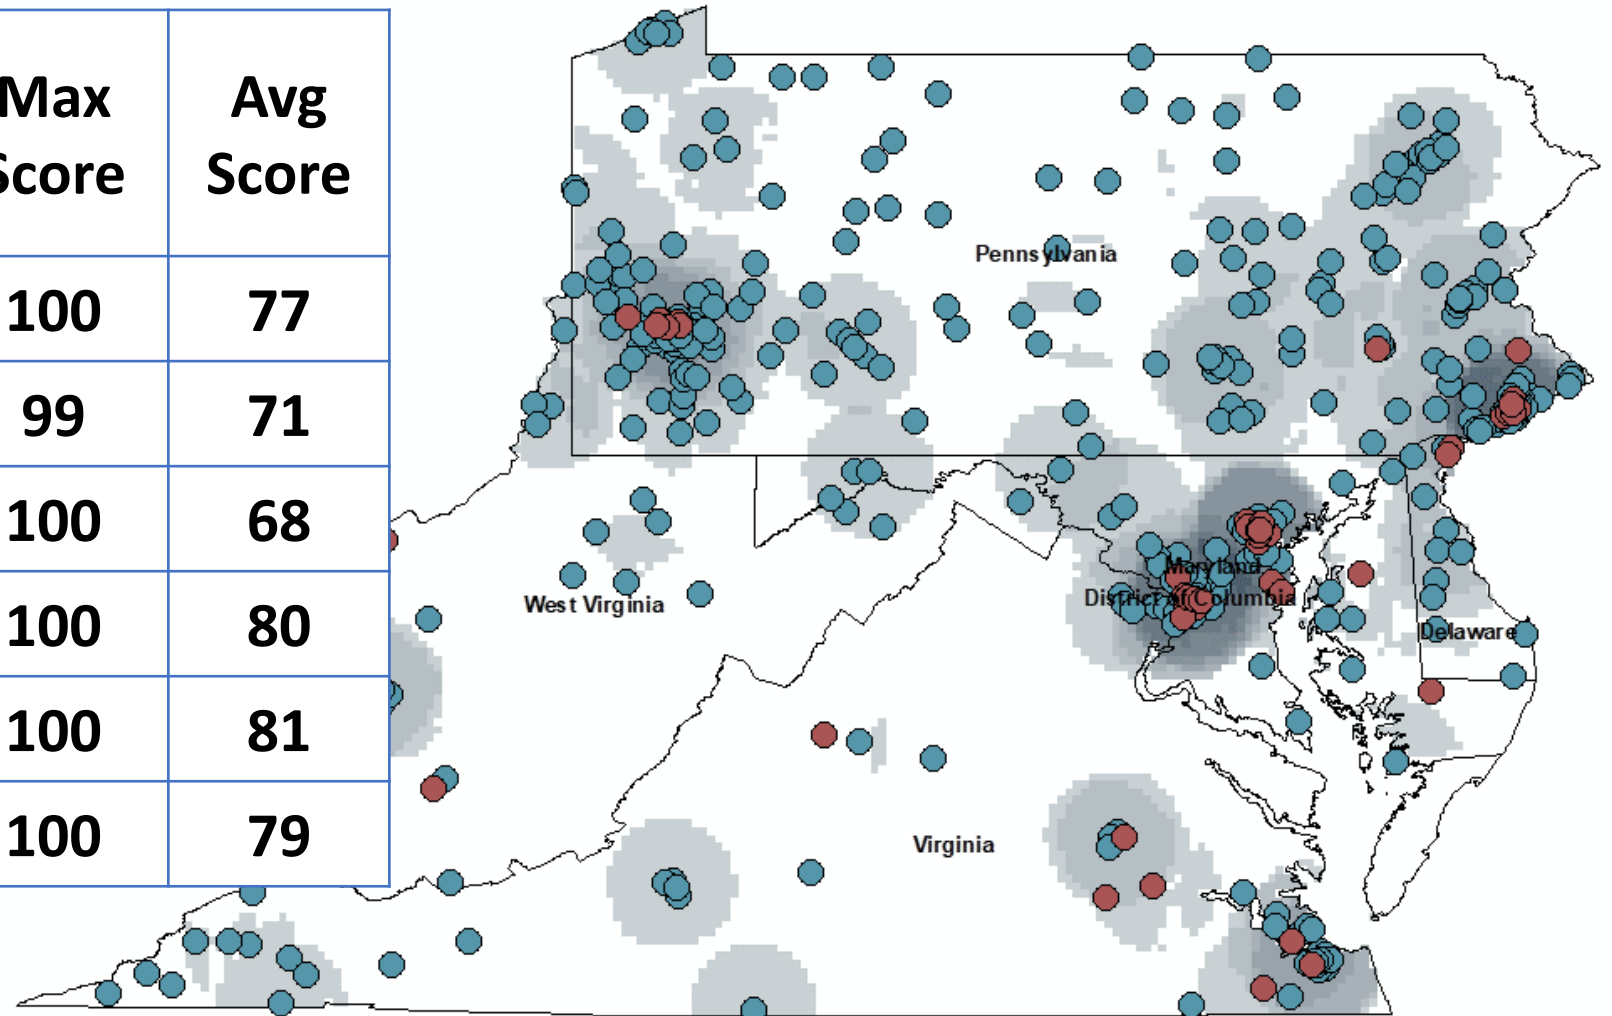 Max Avg
Score Score
100 77
99 71
100 68
100 80
100 81
100 79
Pennsylvania
Maryland
District of Columbia
West Virginia
Delaware
Virginia